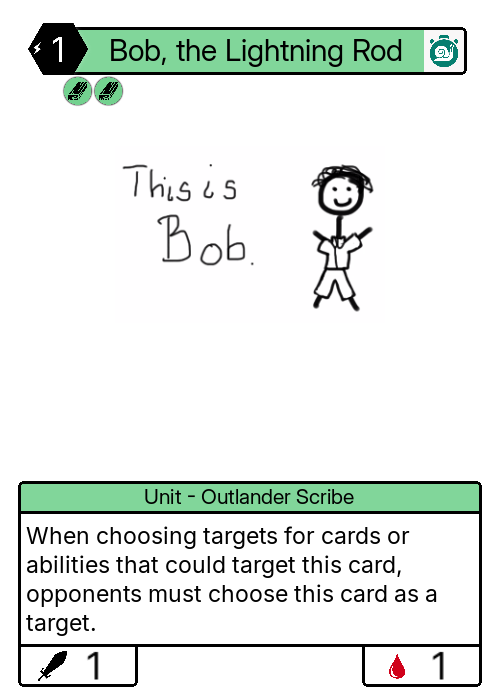 1 Bob, the Lightning Rod
This is
Bob.
Unit - Outlander Scribe
When choosing targets for cards or
abilities that could target this card,
opponents must choose this card as a
target.
1 1